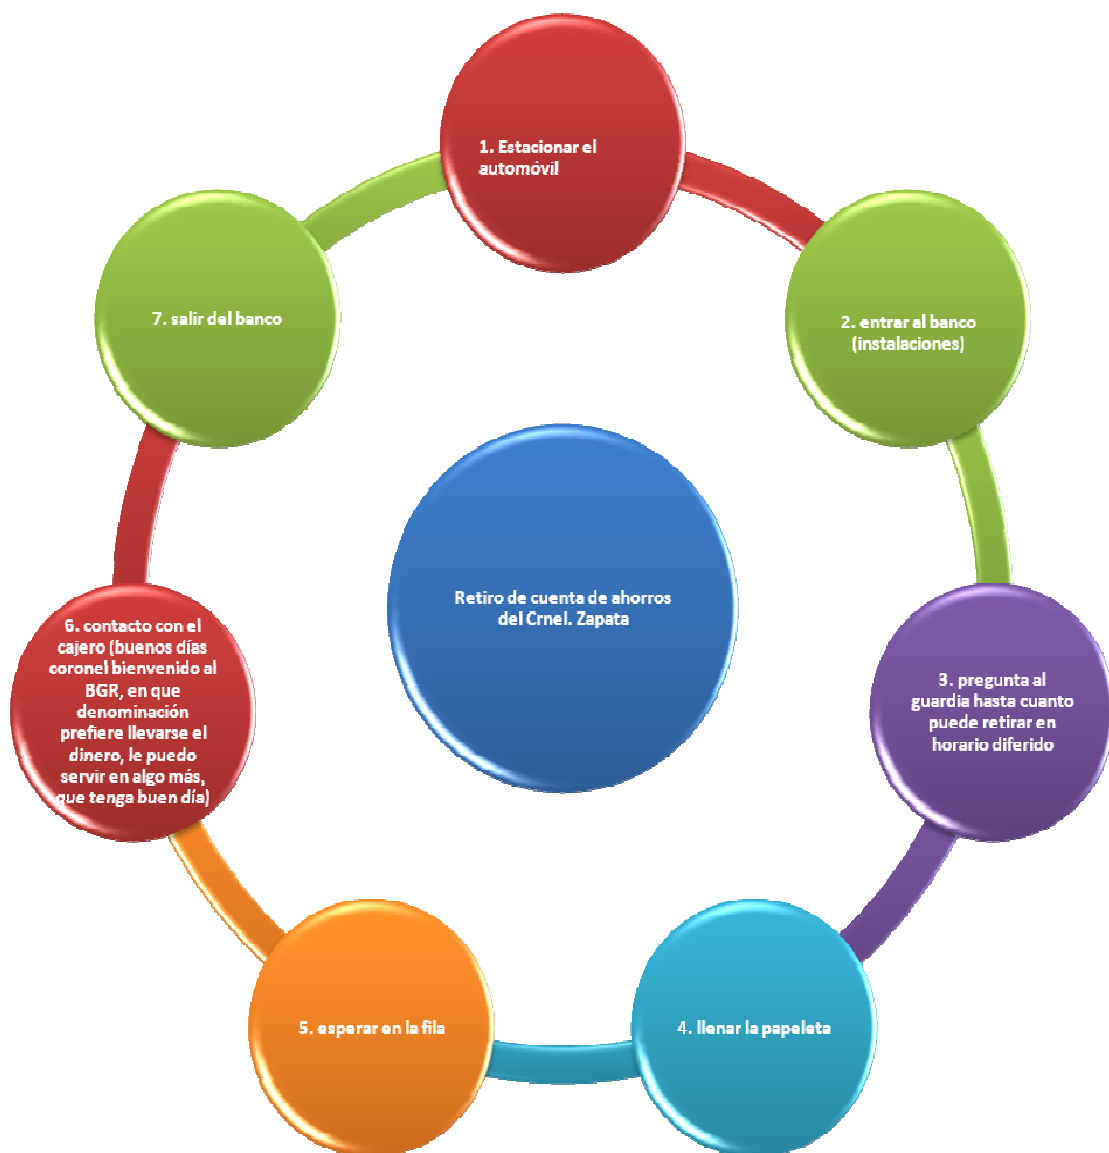 1. Estacionar el
automóvil
2. entrar al banco
(instalaciones)
3. pregunta al
guardia hasta cuanto
puede retirar en
horario diferido
4. llenar la papeleta
5. esperar en la fila
6. contacto con el
cajero (buenos días
coronel bienvenido al
BGR, en que
denominación
prefiere llevarse el
dinero, le puedo
servir en algo más,
que tenga buen día)
7. salir del banco
Retiro de cuenta de ahorros
del Crnel. Zapata